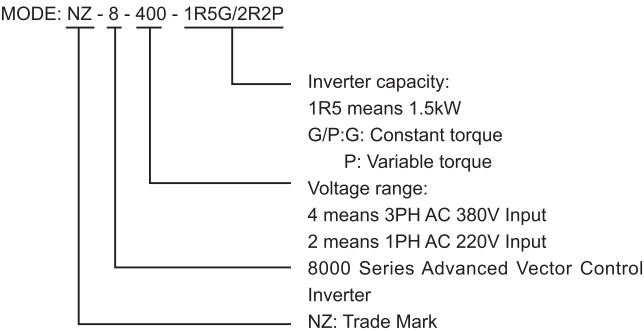 MODE: NZ - 8 - 400 - 1R5G/2R2P
Inverter capacity:
1R5 means 1.5kW
G/P:G: Constant torque
P: Variable torque
Voltage range:
4 means 3PH AC 380V Input
2 means 1PH AC 220V Input
8000 Series Advanced Vector Control
Inverter
NZ: Trade Mark